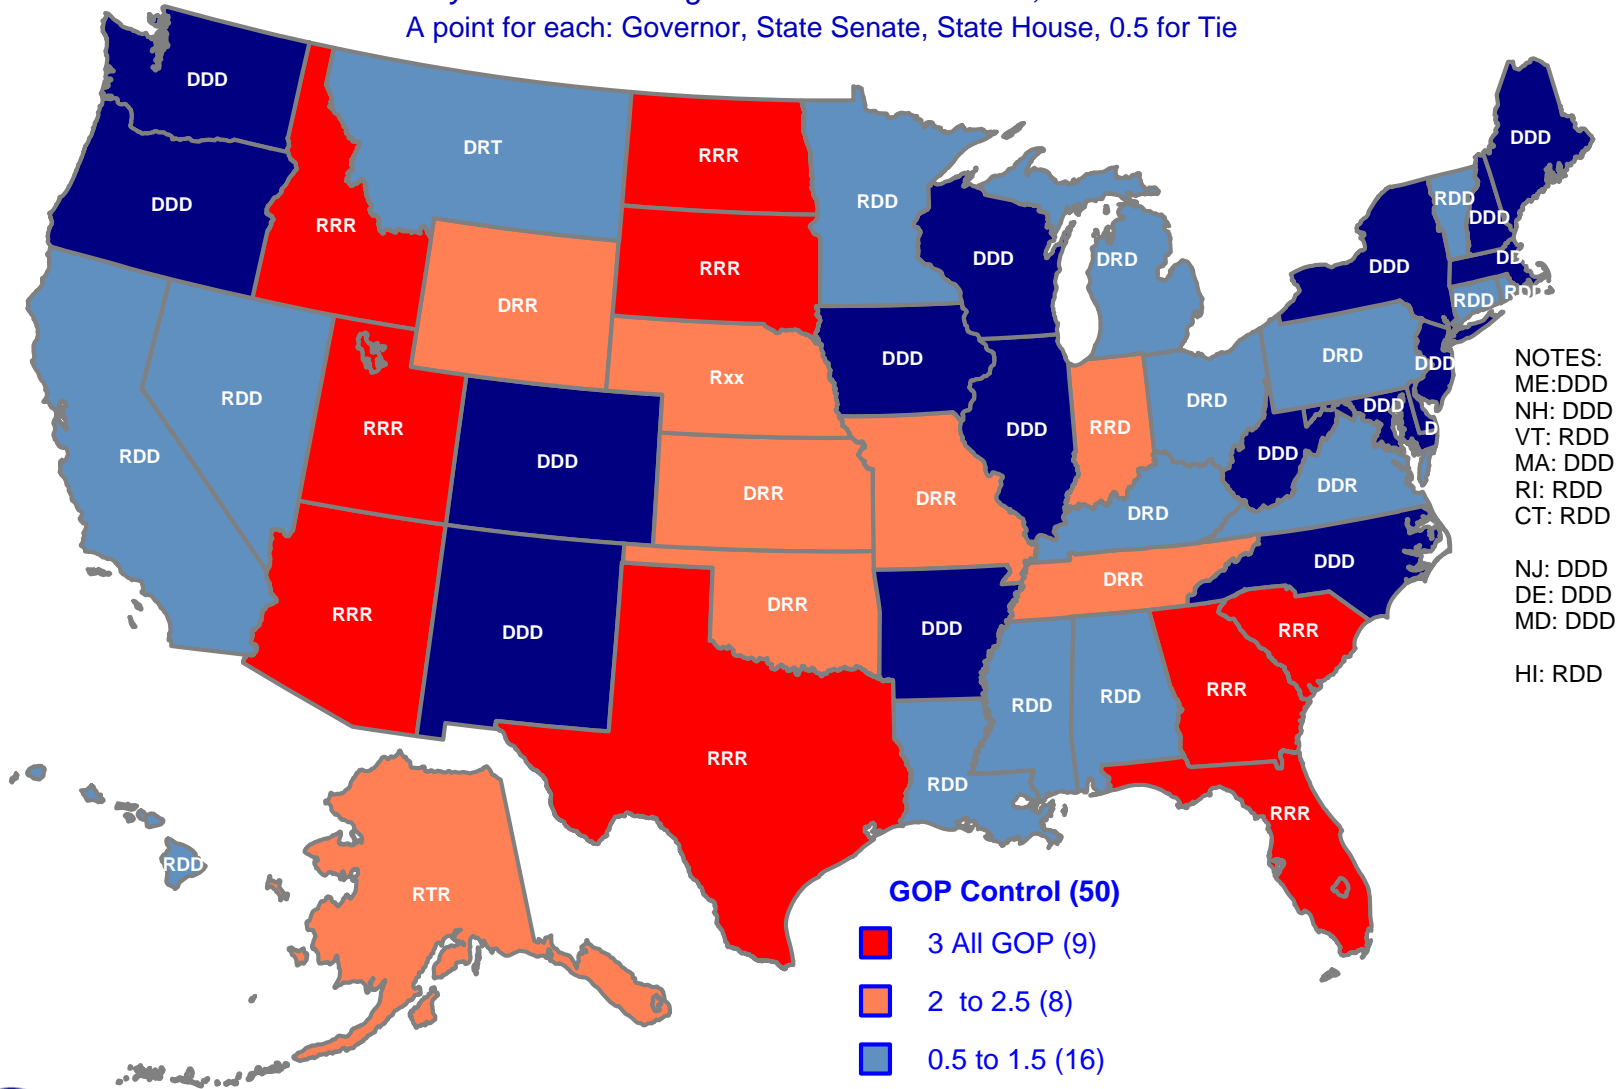 A point for each: Governor, State Senate, State House, 0.5 for Tie
DDD
DRT
RRR
DDD
DDD
RDD
RDD
DDD
RRR
RRR
DDD
DRD
DDD
DDD
RRR
DRR
RDD
RDD
DDD
DRD
DDD
Rxx
RDD
DRD
DDD
RRR
RDD
DDD
DDD
RRD
DDD
DRR
DRR
DRD
DDR
DDD
RRR
DDD
DRR
DDD
DRR
RRR
RRR
RDD
RDD
RRR
RDD
RRR
RDD
RTR
NOTES:
ME:DDD
NH: DDD
VT: RDD
MA: DDD
RI: RDD
CT: RDD
NJ: DDD
DE: DDD
MD: DDD
HI: RDD
GOP Control (50)
3 All GOP (9)
2 to 2.5 (8)
0.5 to 1.5 (16)